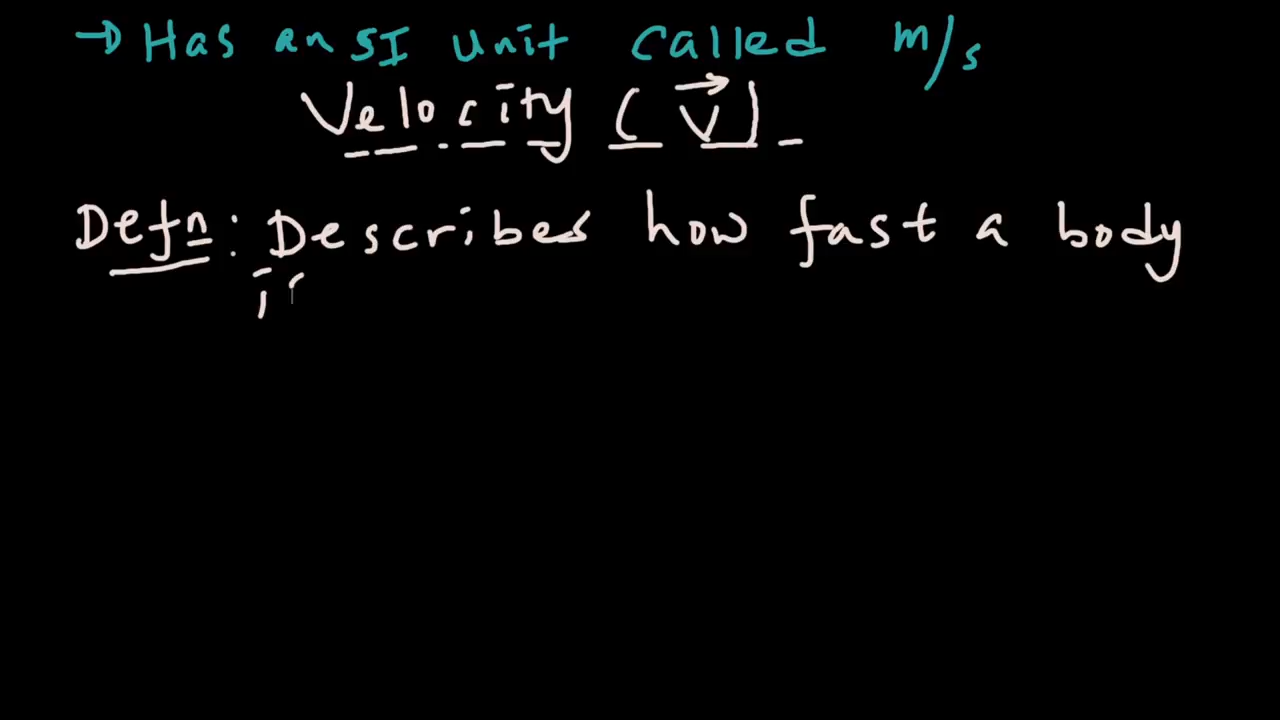 → Has an SI unit called m/s
Velocity (v⃗)
Defn: Describes how fast a body